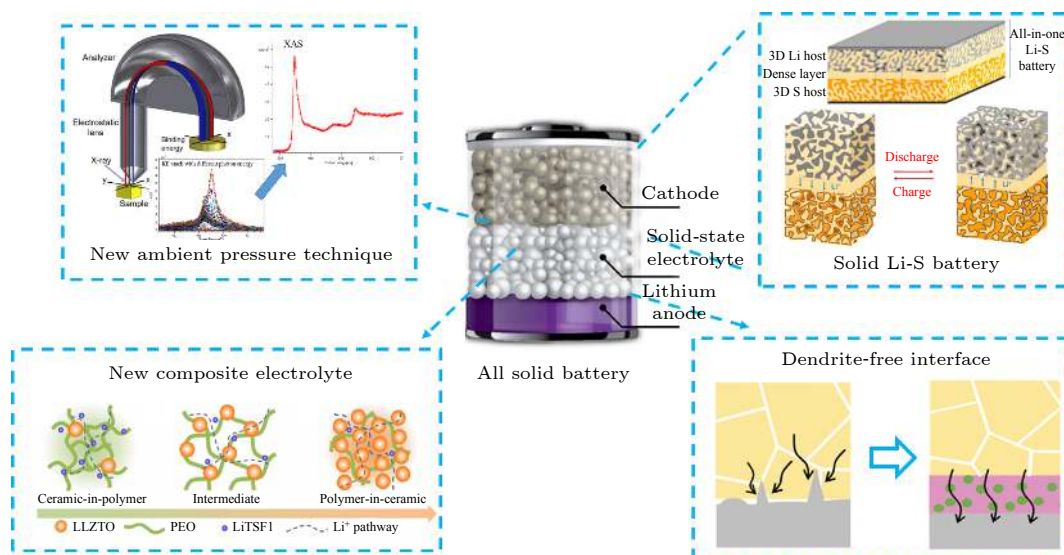 XAS
Analyzer
Electrostatic
lens
X-ray
Binding
energy
x
y
x
Sample
New ambient pressure technique
3D Li host
Dense layer
3D S host
All-in-one
Li-S
battery
Discharge
Charge
Solid Li-S battery
Cathode
Solid-state
electrolyte
Lithium
anode
All solid battery
New composite electrolyte
Ceramic-in-polymer
Intermediate
Polymer-in-ceramic
LLZTO
PEO
LiTSF1
Li⁺ pathway
Dendrite-free interface